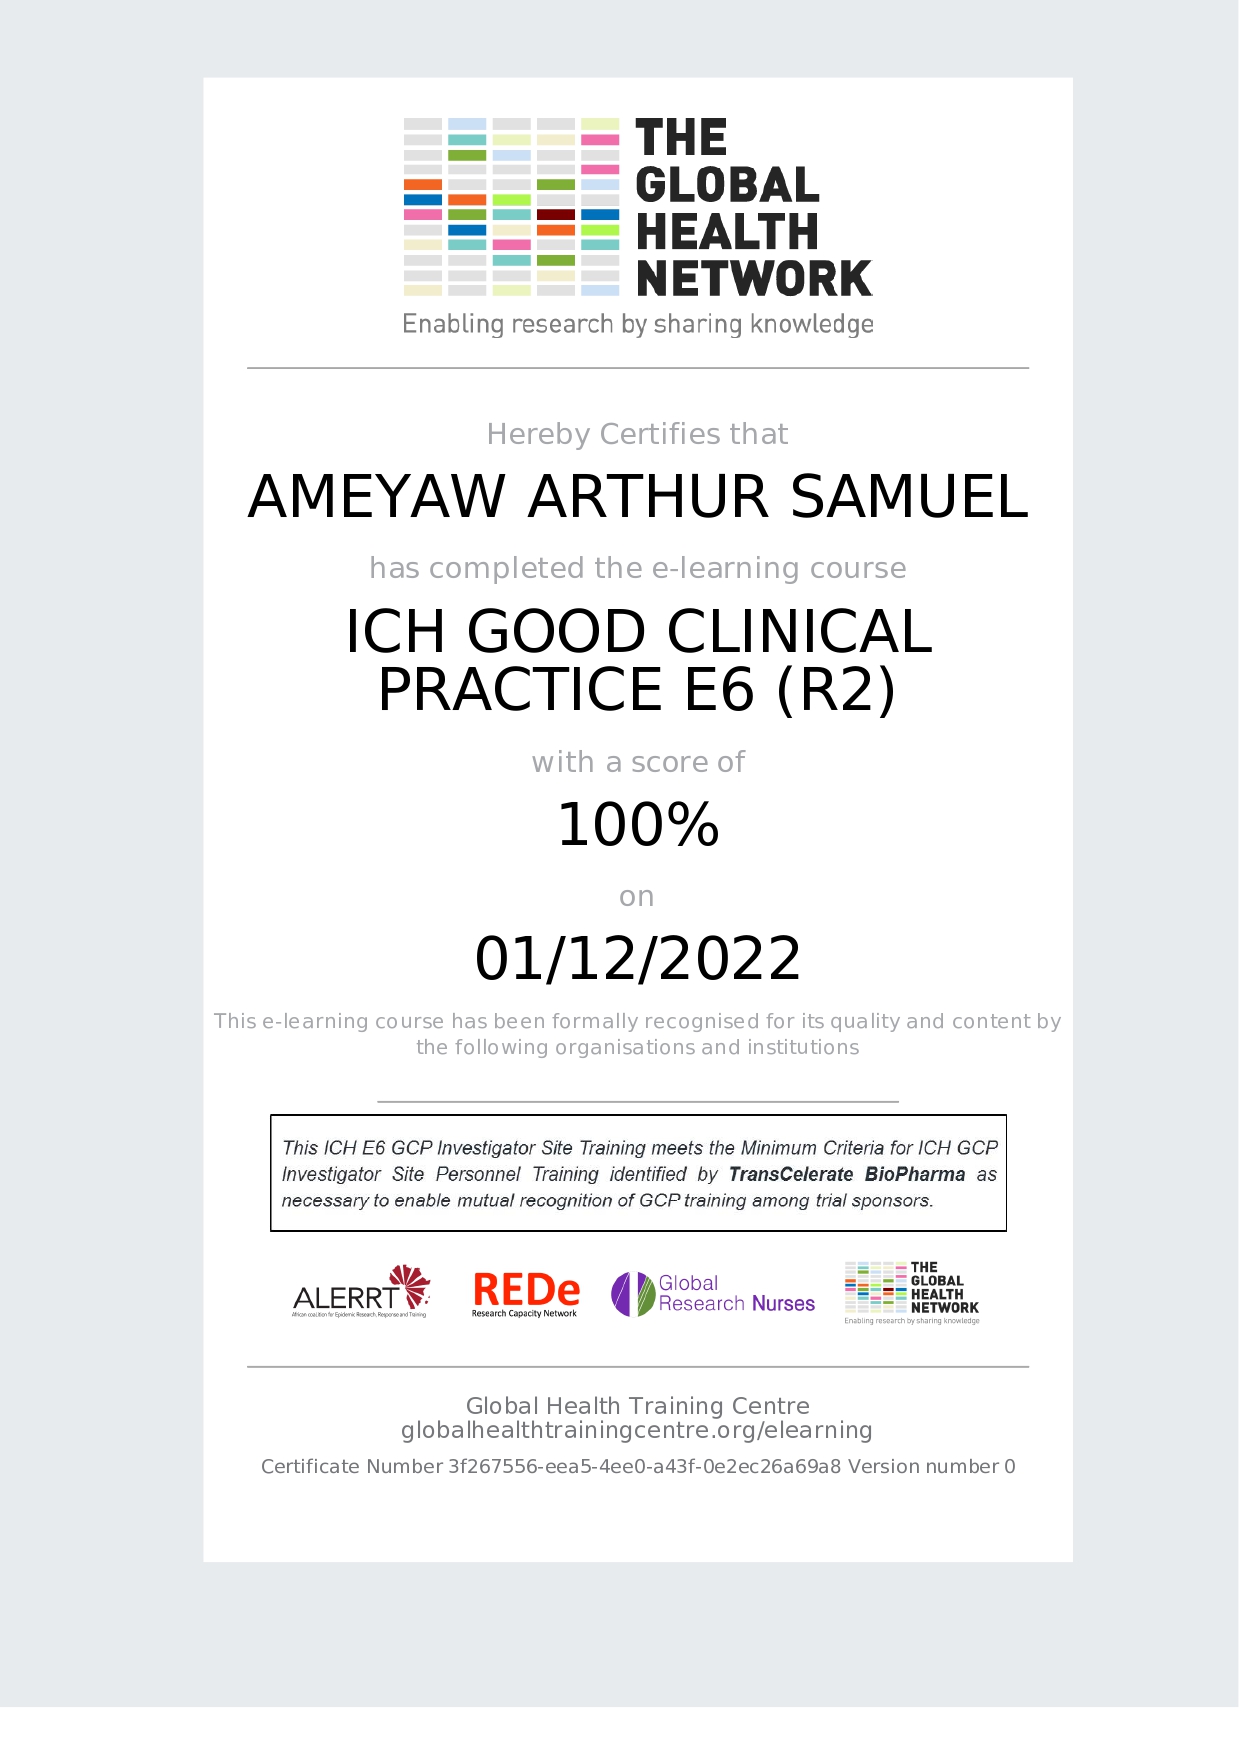 THE
GLOBAL
HEALTH
NETWORK
Enabling research by sharing knowledge
Hereby Certifies that
AMEYAW ARTHUR SAMUEL
has completed the e-learning course
ICH GOOD CLINICAL
PRACTICE E6 (R2)
with a score of
100%
on
01/12/2022
This e-learning course has been formally recognised for its quality and content by
the following organisations and institutions
This ICH E6 GCP Investigator Site Training meets the Minimum Criteria for ICH GCP
Investigator Site Personnel Training identified by TransCelerate BioPharma as
necessary to enable mutual recognition of GCP training among trial sponsors.
ALERRT
African coalition for Epidemic Research, Response and Training
REDe
Research Capacity Network
Global
Research Nurses
THE
GLOBAL
HEALTH
NETWORK
Enabling research by sharing knowledge
Global Health Training Centre
globalhealthtrainingcentre.org/elearning
Certificate Number 3f267556-eea5-4ee0-a43f-0e2ec26a69a8 Version number 0